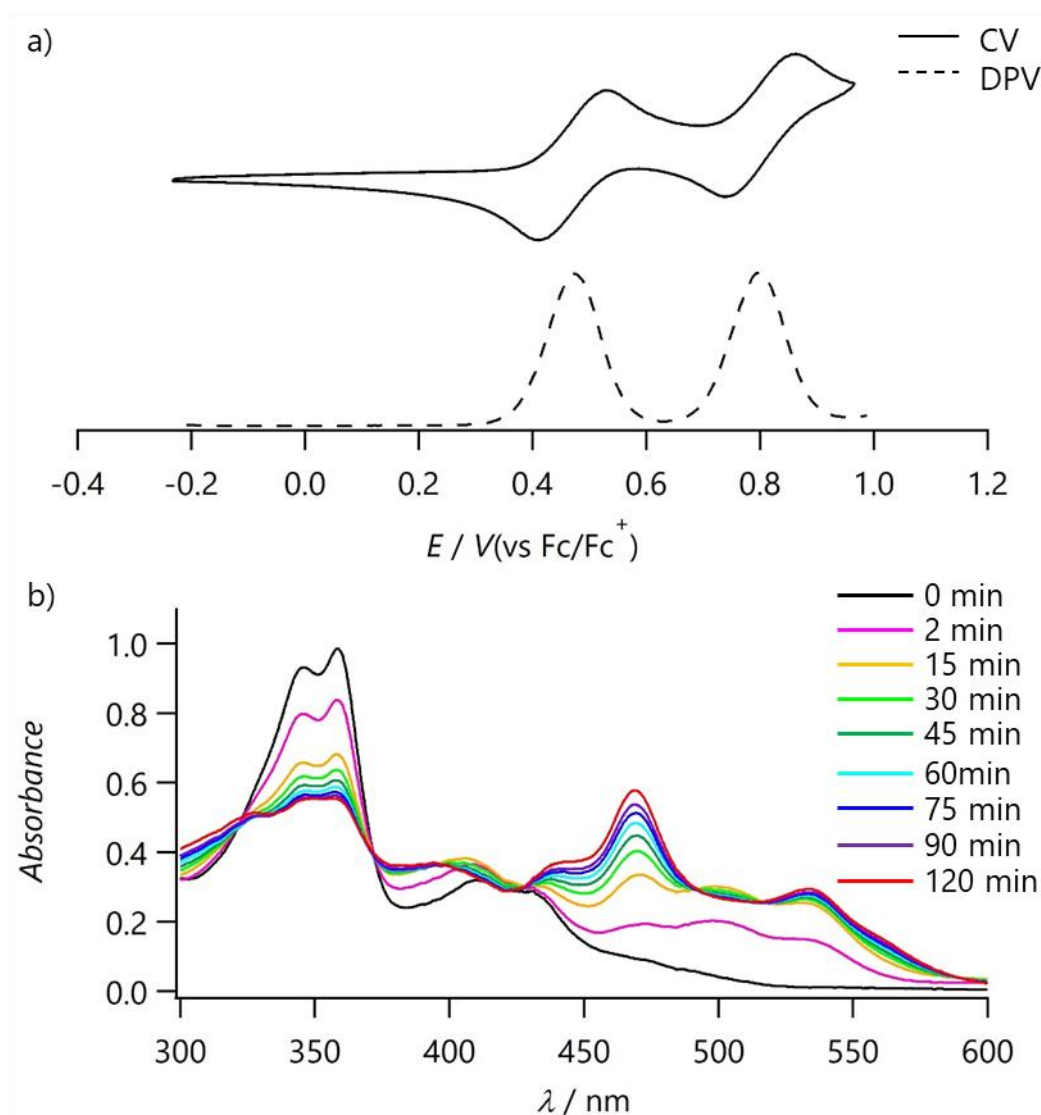 a)
CV
DPV
-0.4 -0.2 0.0 0.2 0.4 0.6 0.8 1.0 1.2
E / V(vs Fc/Fc+)
b)
0 min
2 min
15 min
30 min
45 min
60min
75 min
90 min
120 min
1.0
0.8
0.6
0.4
0.2
0.0
Absorbance
300 350 400 450 500 550 600
λ / nm